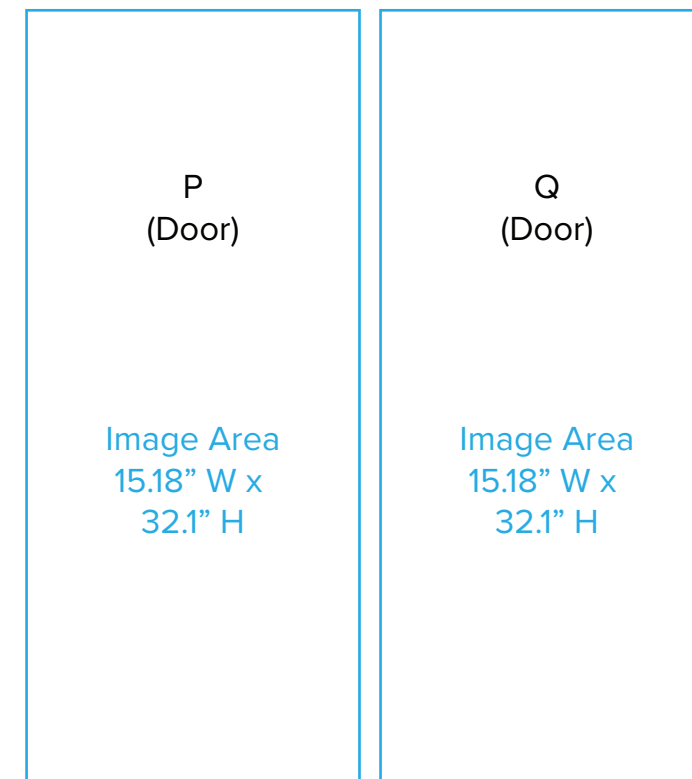 P
(Door)
Image Area
15.18” W x
32.1” H
Q
(Door)
Image Area
15.18” W x
32.1” H